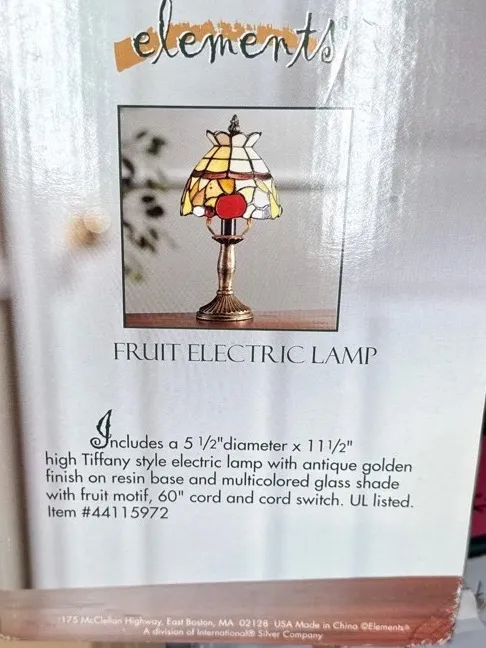 elements
FRUIT ELECTRIC LAMP
Includes a 5 1/2"diameter x 11 1/2"
high Tiffany style electric lamp with antique golden
finish on resin base and multicolored glass shade
with fruit motif, 60" cord and cord switch. UL listed.
Item #44115972
175 McClellan Highway, East Boston, MA 02128 USA Made in China ©Elements®
A division of International® Silver Company